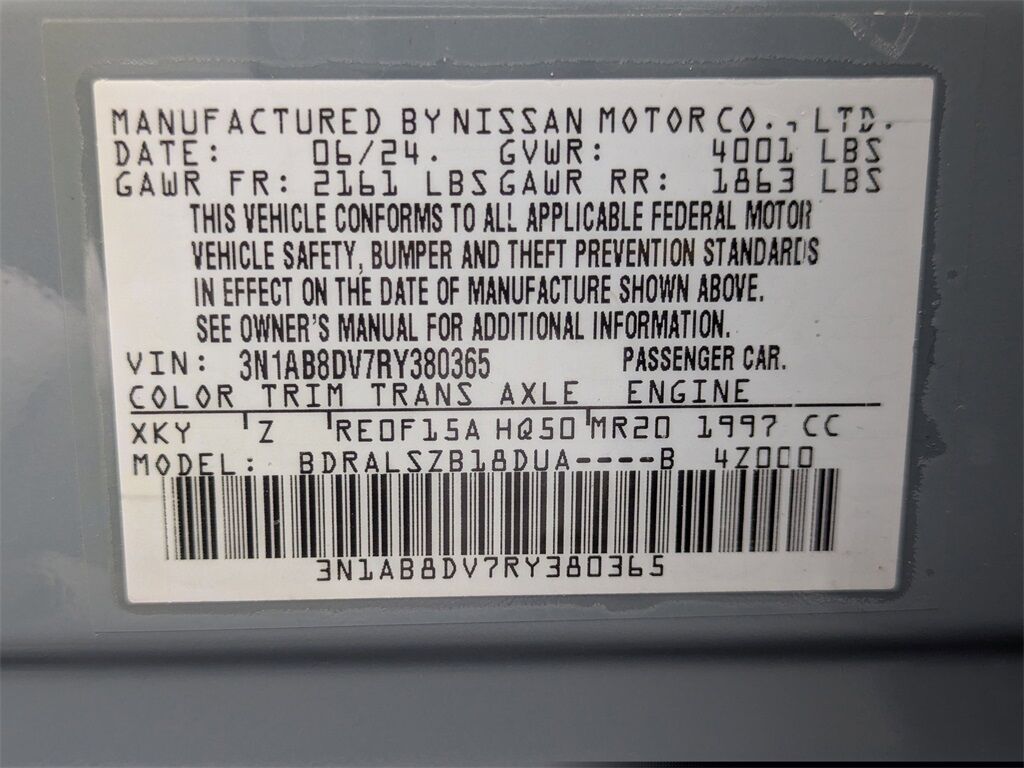 MANUFACTURED BY NISSAN MOTOR CO., LTD.
DATE: 06/24. GVWR: 4001 LBS
GAWR FR: 2161 LBS GAWR RR: 1863 LBS
THIS VEHICLE CONFORMS TO ALL APPLICABLE FEDERAL MOTOR
VEHICLE SAFETY, BUMPER AND THEFT PREVENTION STANDARDS
IN EFFECT ON THE DATE OF MANUFACTURE SHOWN ABOVE.
SEE OWNER'S MANUAL FOR ADDITIONAL INFORMATION.
VIN: 3N1AB8DV7RY380365 PASSENGER CAR.
COLOR TRIM TRANS AXLE ENGINE
XKY Z RE0F15A HQ50 MR20 1997 CC
MODEL: BDRALSZB18DUA----B 4Z0C0
3N1AB8DV7RY380365